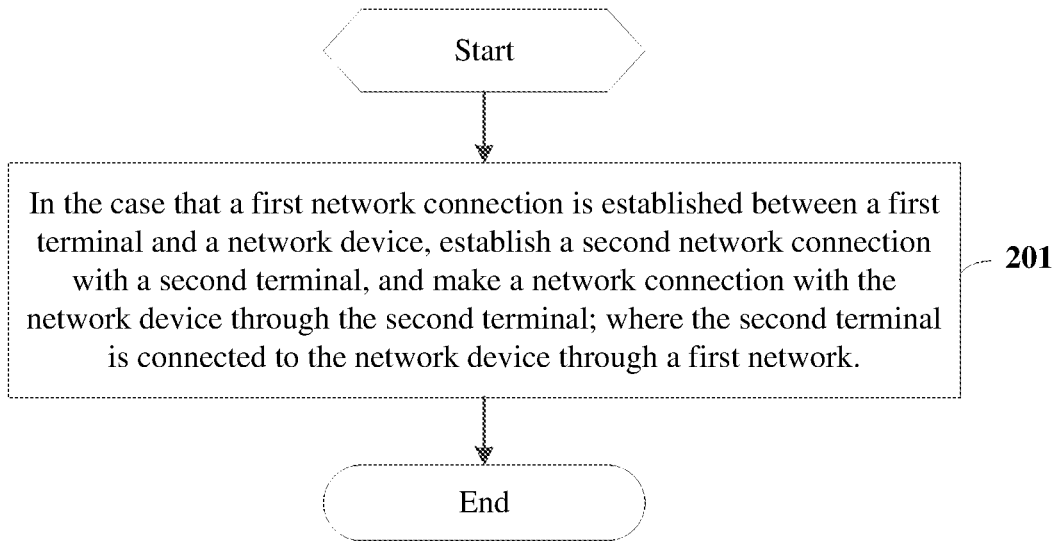 Start
In the case that a first network connection is established between a first
terminal and a network device, establish a second network connection
with a second terminal, and make a network connection with the
network device through the second terminal; where the second terminal
is connected to the network device through a first network.
201
End